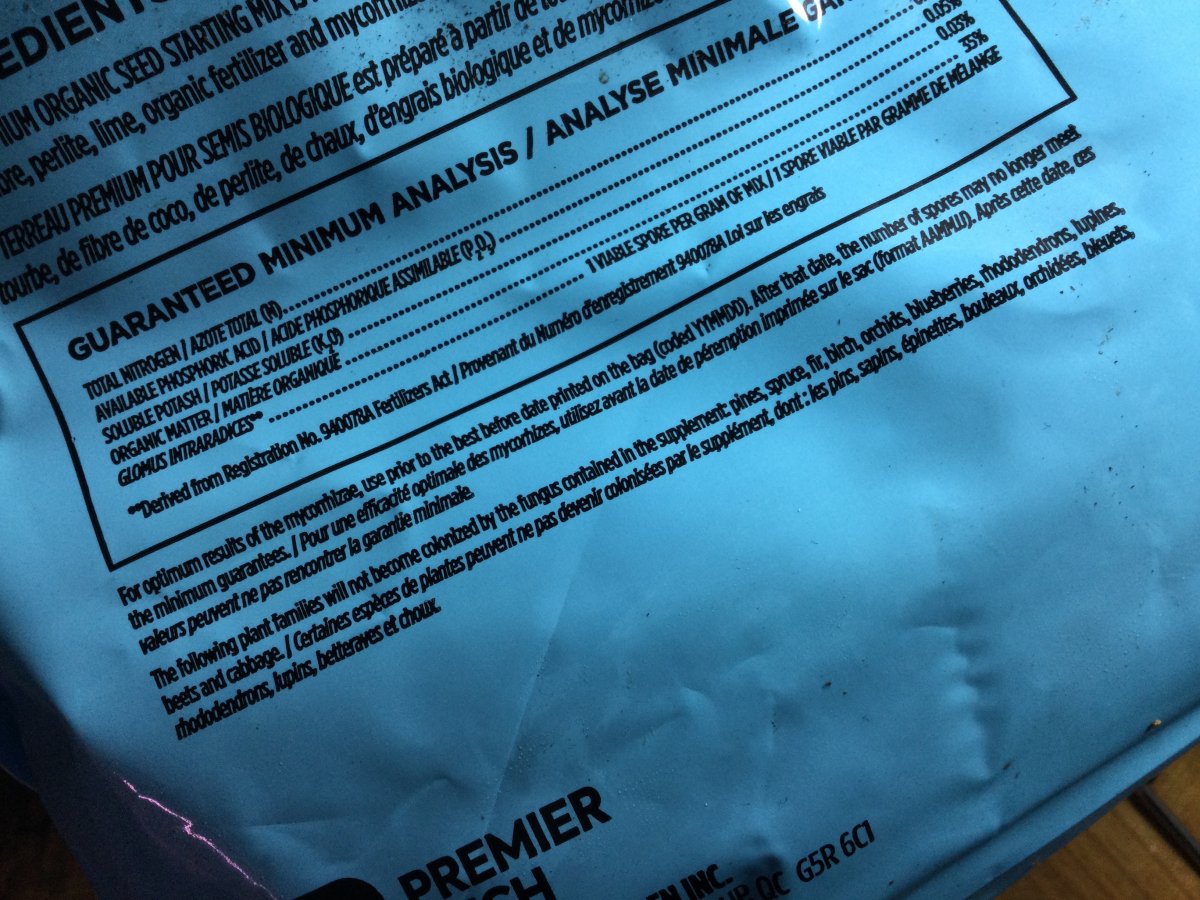 MIUM ORGANIC SEED STARTING MIX IS
perlite, lime, organic fertilizer and mycorrhizae
TERREAU PREMIUM POUR SEMIS BIOLOGIQUE est préparé à partir de
tourbe, de fibre de coco, de perlite, de chaux, d'engrais biologique et de mycorhizes
GUARANTEED MINIMUM ANALYSIS / ANALYSE MINIMALE GAR
TOTAL NITROGEN / AZOTE TOTAL (N)
AVAILABLE PHOSPHORIC ACID / ACIDE PHOSPHORIQUE ASSIMILABLE (P₂O₅) 0.05%
SOLUBLE POTASH / POTASSE SOLUBLE (K₂O) 0.03%
ORGANIC MATTER / MATIÈRE ORGANIQUE 33%
GLOMUS INTRARADICES** 1 VIABLE SPORE PER GRAM OF MIX / 1 SPORE VIABLE PAR GRAMME DE MÉLANGE
**Derived from Registration No. 940078A Fertilizers Act / Provenant du Numéro d'enregistrement 940078A Loi sur les engrais
For optimum results of the mycorrhizae, use prior to the best before date printed on the bag (coded YYMMDD). After that date, the number of spores may no longer meet
the minimum guarantees. / Pour une efficacité optimale des mycorhizes, utilisez avant la date de péremption imprimée sur le sac (format AAMMJJ). Après cette date, ces
valeurs peuvent ne pas rencontrer la garantie minimale.
The following plant families will not become colonized by the fungus contained in the supplement: pines, spruce, fir, birch, orchids, blueberries, rhododendrons, lupines,
beets and cabbage. / Certaines espèces de plantes peuvent ne pas devenir colonisées par le supplément, dont : les pins, sapins, épinettes, bouleaux, orchidées, bleuets,
rhododendrons, lupins, betteraves et choux.
PREMIER
INC.
QC G5R 6C1